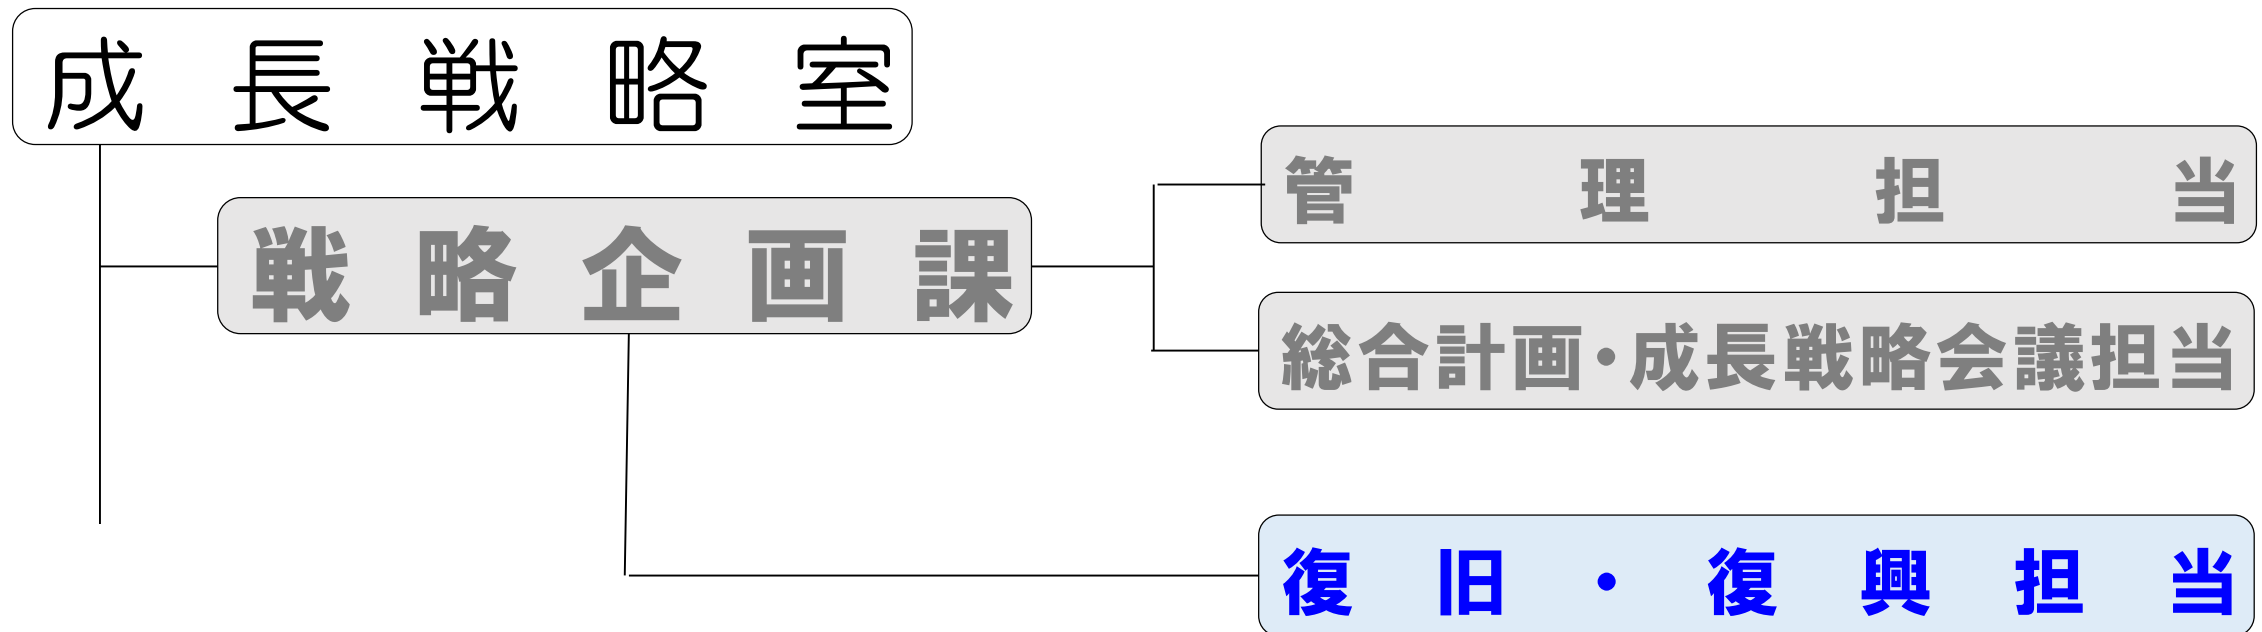 成長戦略室
戦略企画課
管理担当
総合計画・成長戦略会議担当
復旧・復興担当